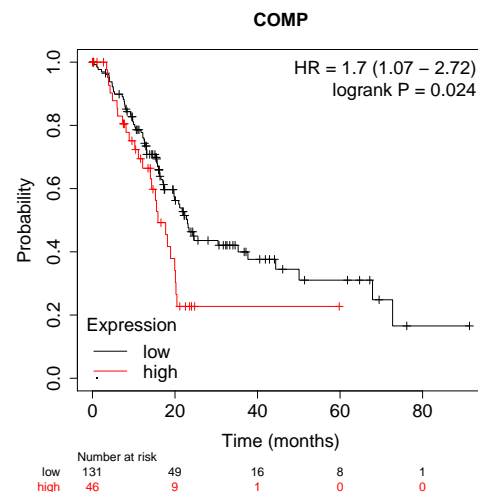 COMP
HR = 1.7 (1.07 − 2.72)
logrank P = 0.024
Probability
1.0
0.8
0.6
0.4
0.2
0.0
Expression
low
high
0 20 40 60 80
Time (months)
Number at risk
low 131 49 16 8 1
high 46 9 1 0 0